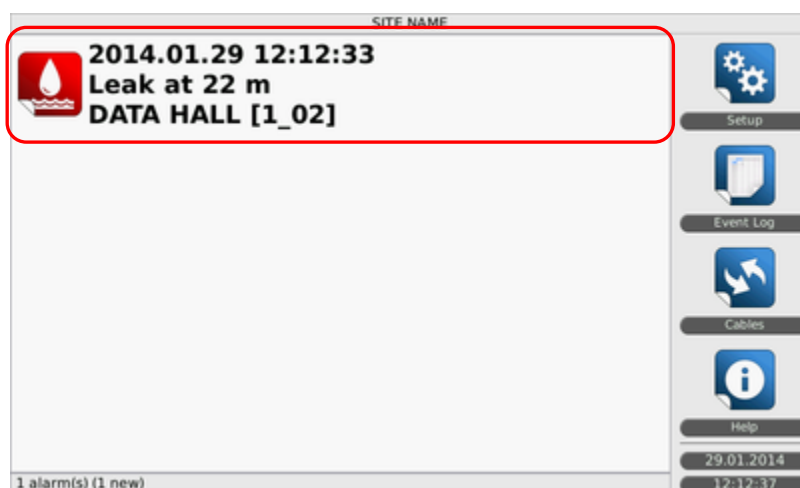 SITE NAME
2014.01.29 12:12:33
Leak at 22 m
DATA HALL [1_02]
Setup
Event Log
Cables
Help
29.01.2014
12:12:37
1 alarm(s) (1 new)